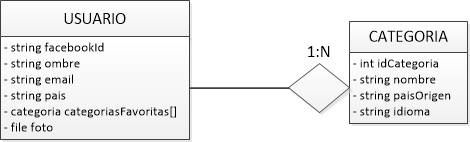 USUARIO
- string facebookId
- string ombre
- string email
- string pais
- categoria categoriasFavoritas[]
- file foto
1:N
CATEGORIA
- int idCategoria
- string nombre
- string paisOrigen
- string idioma